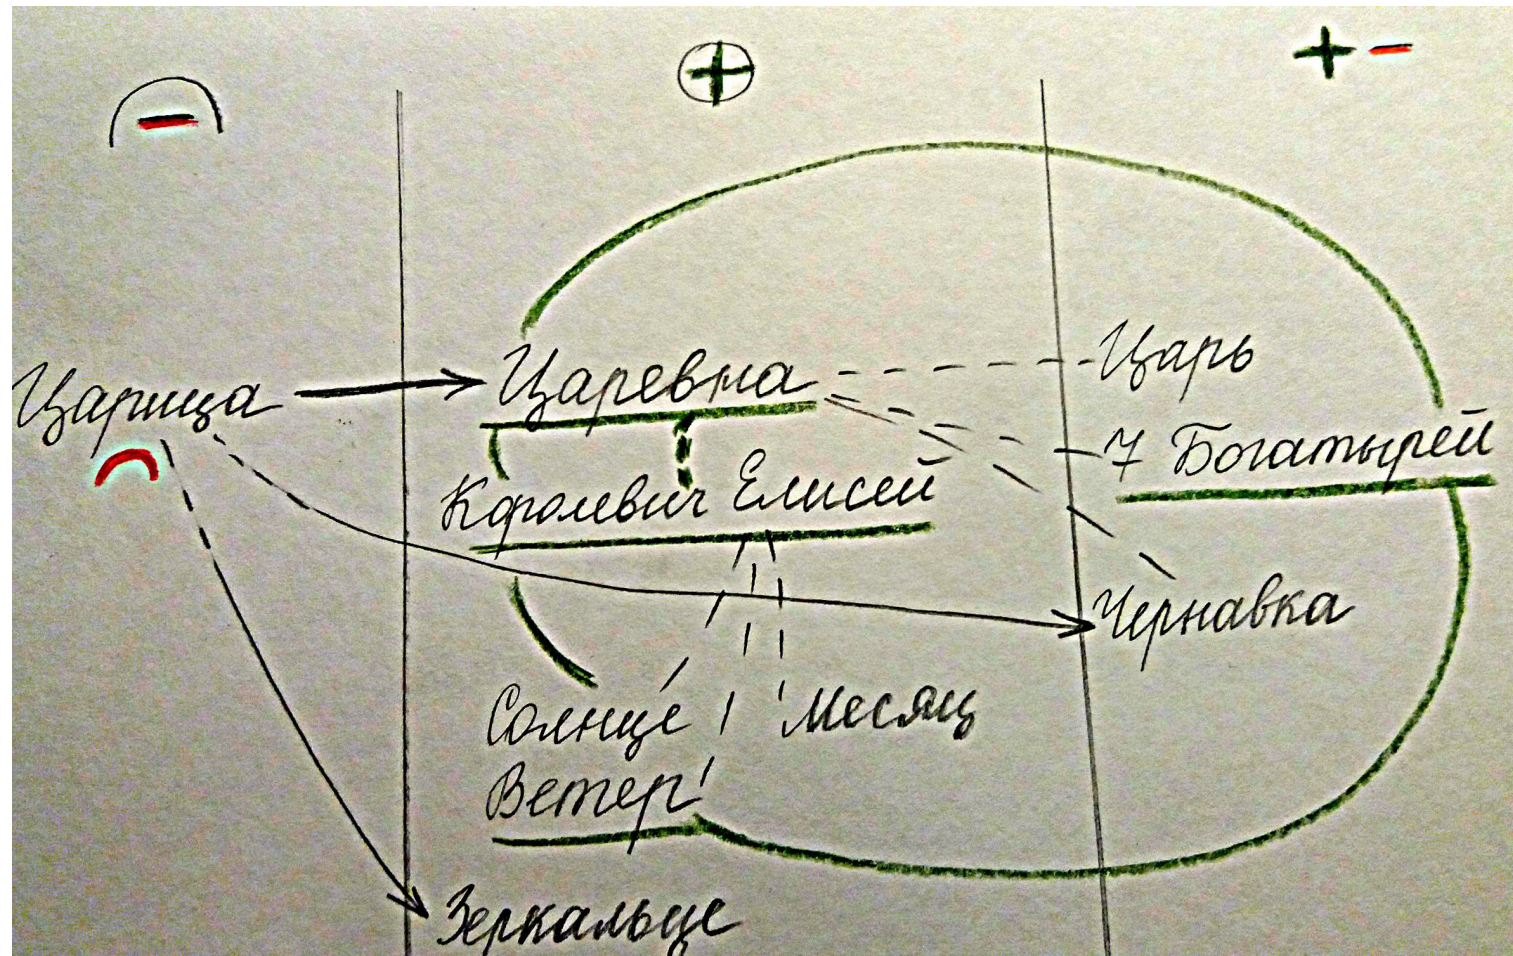 − + + −
Царица Царевна Царь
7 Богатырей
Королевич Елисей
Чернавка
Солнце Месяц
Ветер
Зеркальце